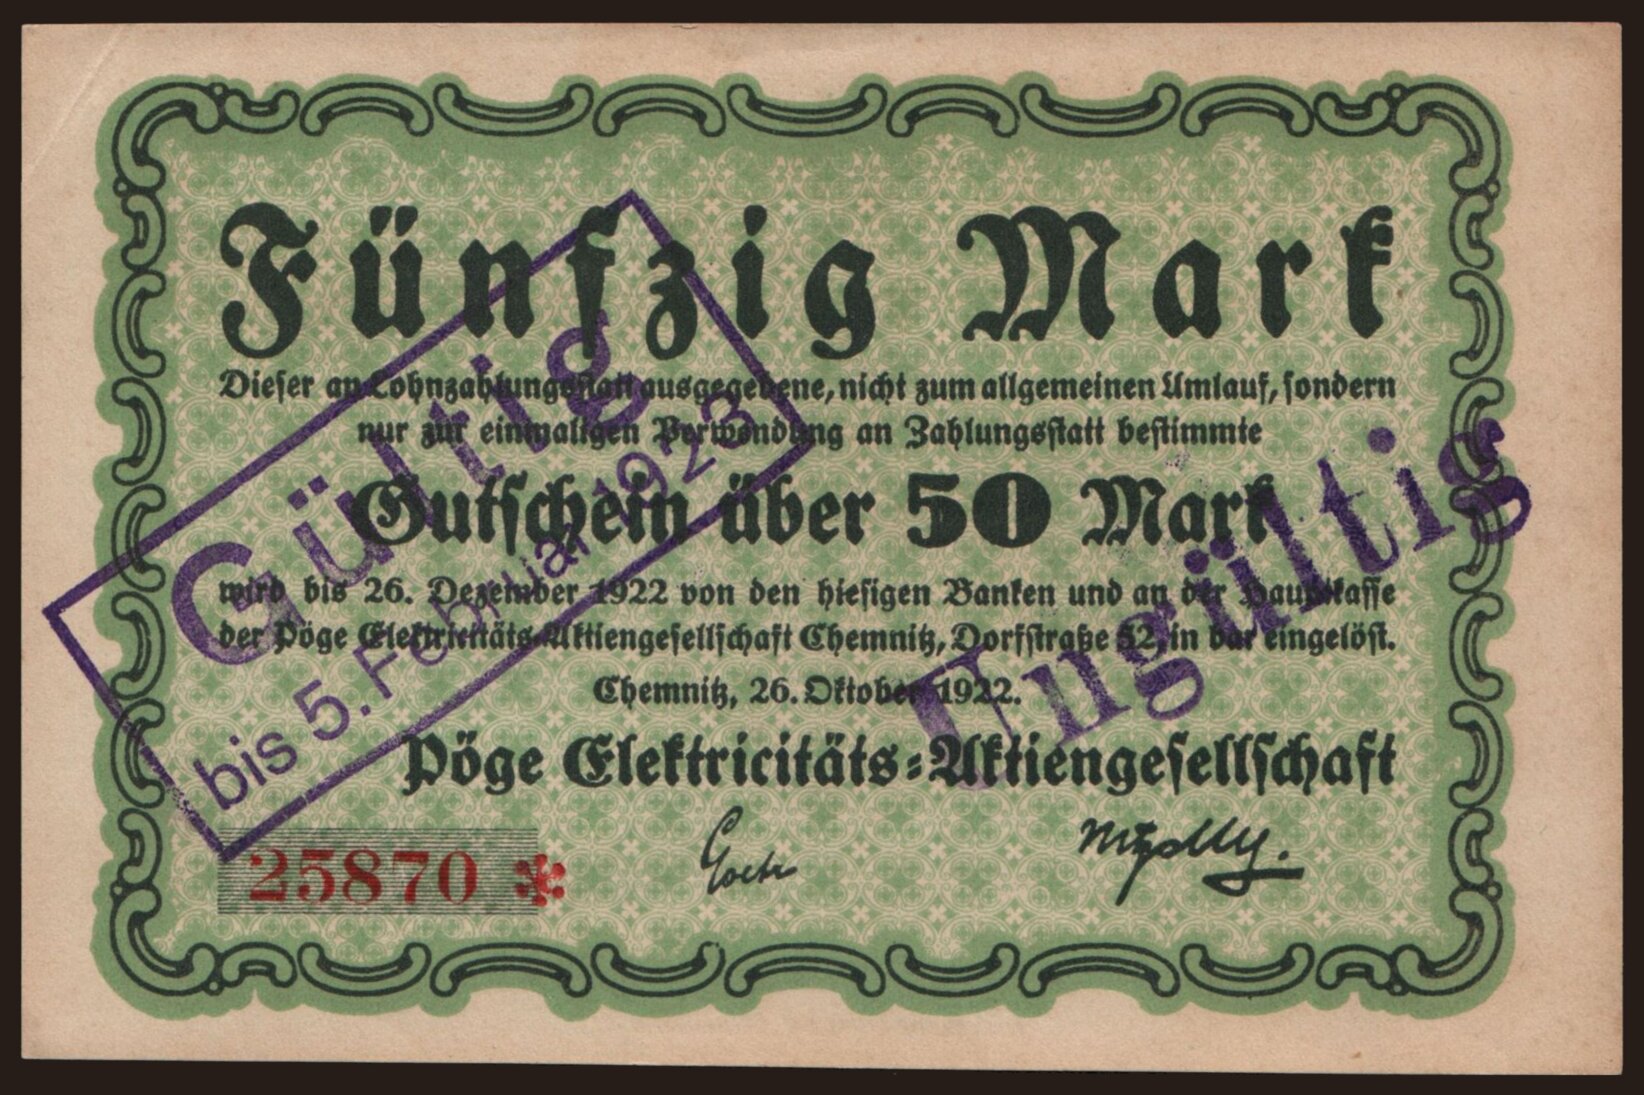 Fünfzig Mark
Dieser an Lohnzahlungsstatt ausgegebene, nicht zum allgemeinen Umlauf, sondern
nur zur einmaligen Verwendung an Zahlungsstatt bestimmte
Gutschein über 50 Mark
wird bis 26. Dezember 1922 von den hiesigen Banken und an der Hauptkasse
der Pöge Elektricitäts-Aktiengesellschaft Chemnitz, Dorfstraße 52, in bar eingelöst.
Chemnitz, 26. Oktober 1922.
Pöge Elektricitäts-Aktiengesellschaft
25870 *
Goetz
Gültig
bis 5. Februar 1923
Ungültig